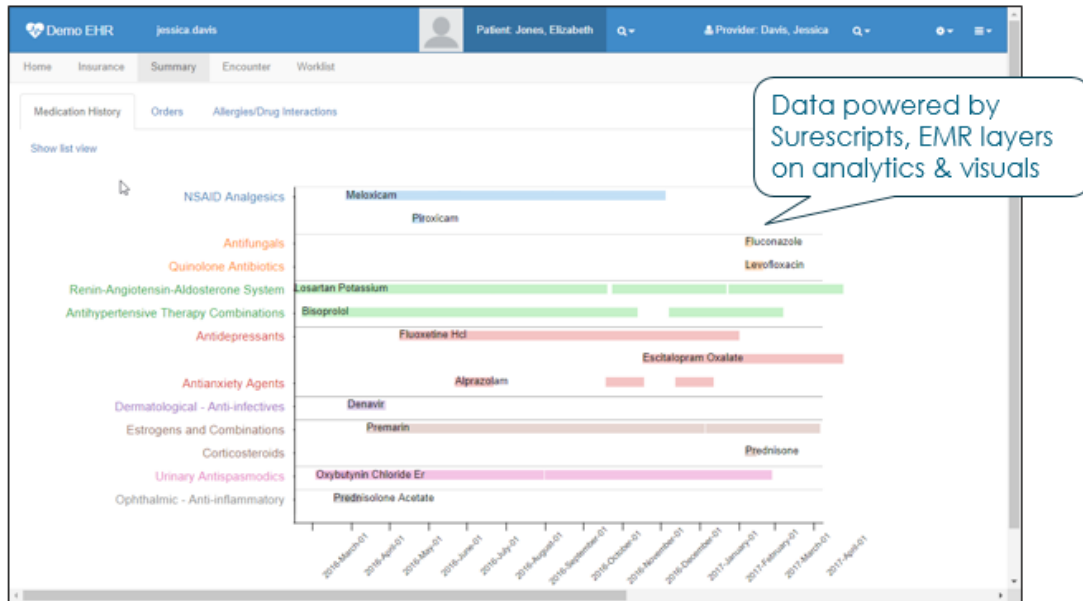 Demo EHR
jessica.davis
Patient: Jones, Elizabeth
Provider: Davis, Jessica
Home Insurance Summary Encounter Worklist
Medication History Orders Allergies/Drug Interactions
Data powered by
Surescripts, EMR layers
on analytics & visuals
Show list view
NSAID Analgesics Meloxicam
Piroxicam
Antifungals Fluconazole
Quinolone Antibiotics Levofloxacin
Renin-Angiotensin-Aldosterone System Losartan Potassium
Antihypertensive Therapy Combinations Bisoprolol
Antidepressants Fluoxetine Hcl
Escitalopram Oxalate
Antianxiety Agents Alprazolam
Dermatological - Anti-infectives Denavir
Estrogens and Combinations Premarin
Corticosteroids Prednisone
Urinary Antispasmodics Oxybutynin Chloride Er
Ophthalmic - Anti-inflammatory Prednisolone Acetate
2016-March-01
2016-April-01
2016-May-01
2016-June-01
2016-July-01
2016-August-01
2016-September-01
2016-October-01
2016-November-01
2016-December-01
2017-January-01
2017-February-01
2017-March-01
2017-April-01